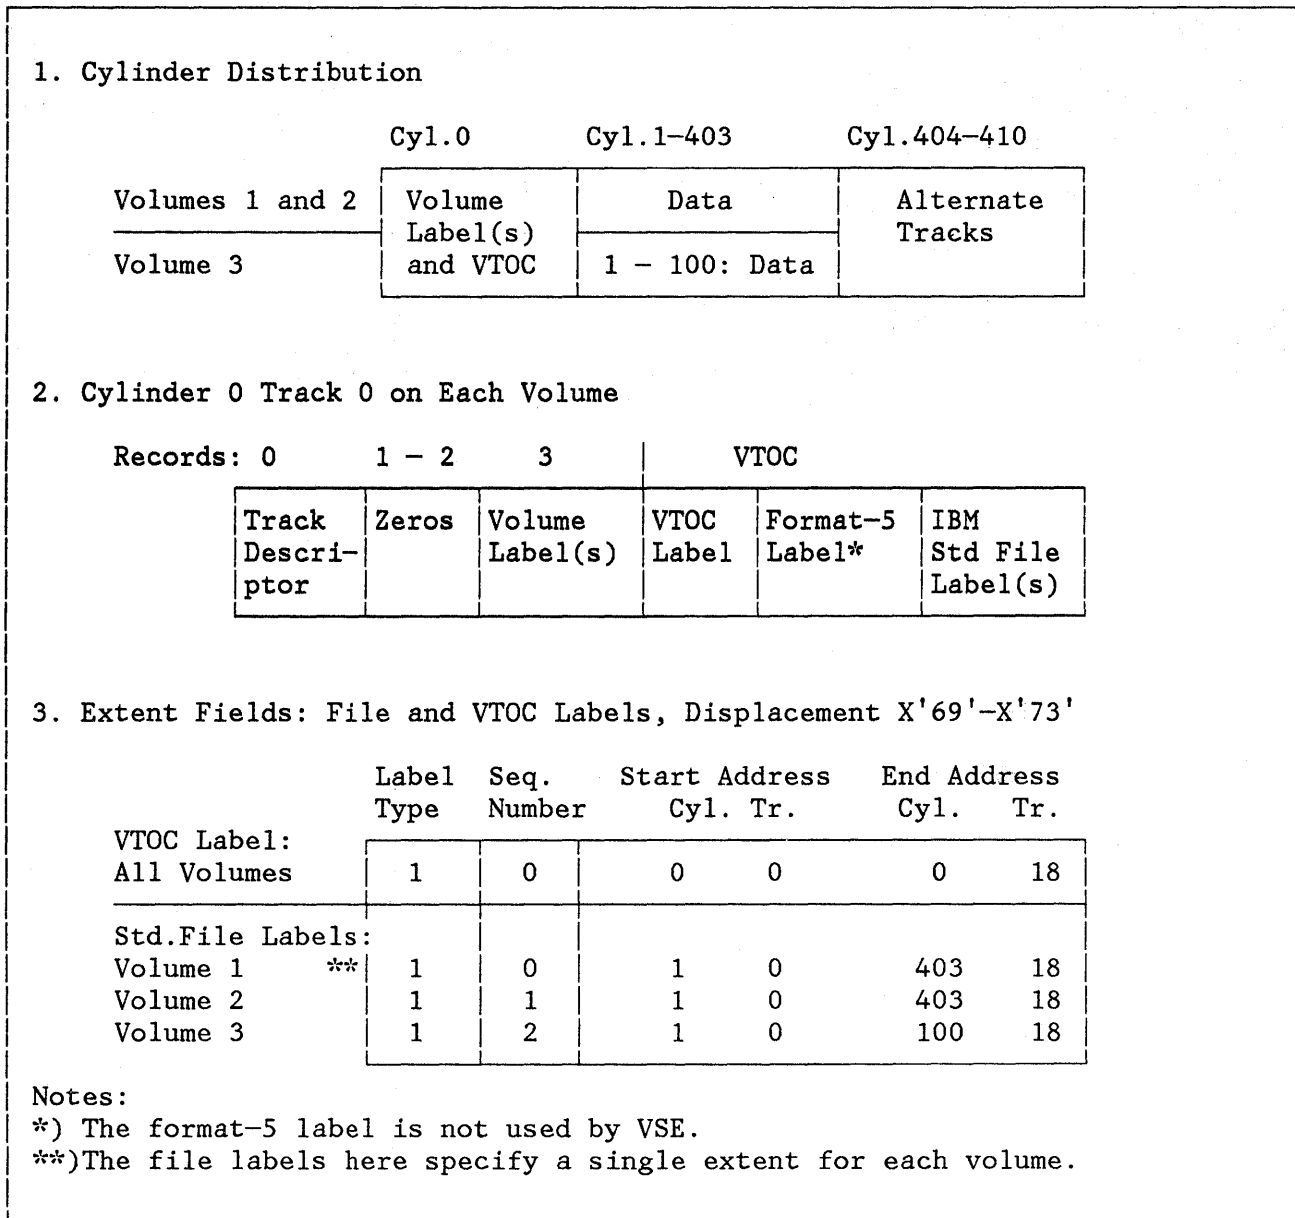 1. Cylinder Distribution
Cyl.0 Cyl.1—403 Cyl.404—410
Volumes 1 and 2 Volume Data Alternate
Label(s) Tracks
Volume 3 and VTOC 1 — 100: Data
2. Cylinder 0 Track 0 on Each Volume
Records: 0 1 — 2 3 VTOC
Track Zeros Volume VTOC Format—5 IBM
Descri— Label(s) Label Label* Std File
ptor Label(s)
3. Extent Fields: File and VTOC Labels, Displacement X'69'—X'73'
Label Seq. Start Address End Address
Type Number Cyl. Tr. Cyl. Tr.
VTOC Label:
All Volumes 1 0 0 0 0 18
Std.File Labels:
Volume 1 ** 1 0 1 0 403 18
Volume 2 1 1 1 0 403 18
Volume 3 1 2 1 0 100 18
Notes:
*) The format—5 label is not used by VSE.
**)The file labels here specify a single extent for each volume.